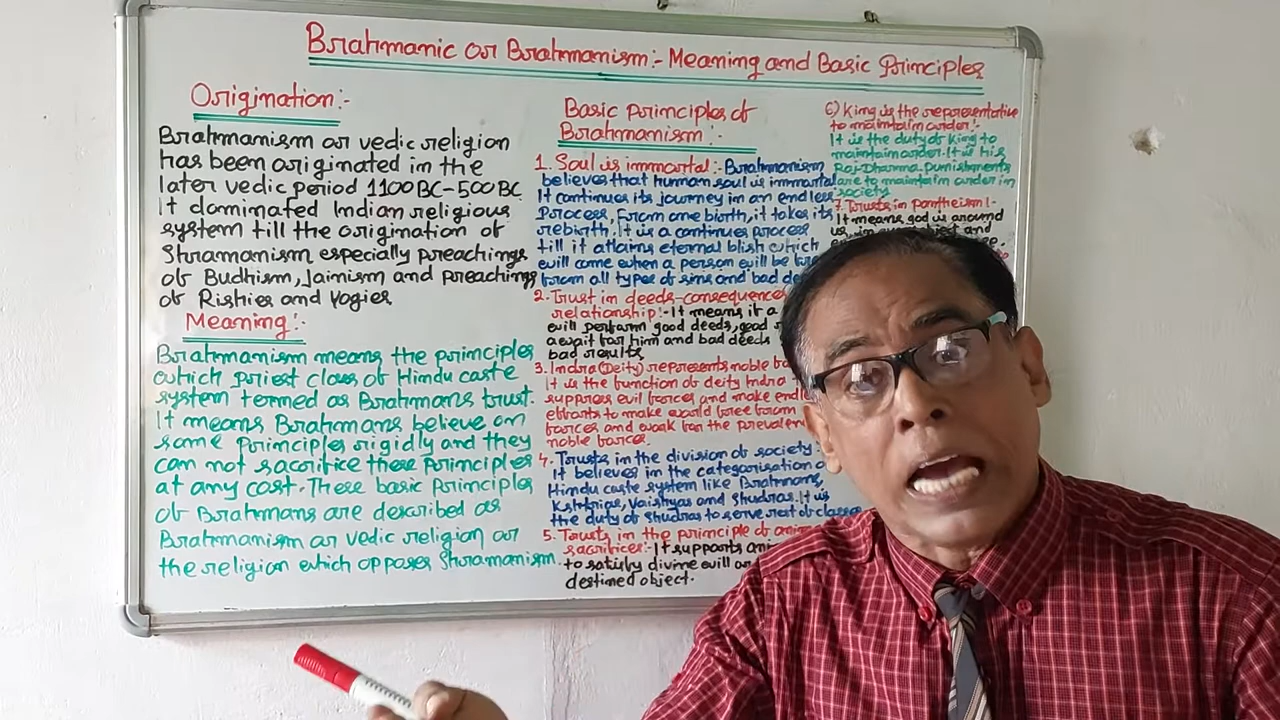 Brahmanic or Brahmanism:- Meaning and Basic Principles
Origination:-
Brahmanism or vedic religion
has been originated in the
later vedic period 1100 BC-500 BC
It dominated Indian religious
system till the origination of
Shramanism especially preachings
of Budhism, Jainism and preachings
of Rishies and Yogies
Meaning:-
Brahmanism means the principles
which priest class of Hindu caste
system termed as Brahmans trust.
It means Brahmans believe on
some principles rigidly and they
can not sacrifice these principles
at any cost. These basic principles
of Brahmans are described as
Brahmanism or vedic religion or
the religion which opposes Shramanism.
Basic principles of
Brahmanism:-
1. Soul is immortal:- Brahmanism
believes that human soul is immortal
It continues its journey in an endless
process, from one birth, it takes its
rebirth. It is a continues process
till it attains eternal blish which
will come when a person will be
from all types of sins and bad
2. Trust in deeds-consequence
relationship:- It means if a
will perform good deeds, good
await for him and bad deeds
bad results
3. Indra (Deity) represents noble
It is the function of deity Indra
suppress evil forces and make
efforts to make world free from
forces and work for the
noble forces.
4. Trusts in the division of society
It believes in the categorisation
Hindu caste system like Brahmans,
Kshtrias, Vaishyas and Shudras. It is
the duty of Shudras to serve rest of classes
5. Trusts in the principle of
sacrifices:- It supports
to satisfy divine will or
destined object.
6) King is the representative
to maintain order:-
It is the duty of King to
maintain order. It is his
Raj-Dharma. punishments
are to maintain order in
society
7. Trusts in pantheism:-
It means god is around
us, in